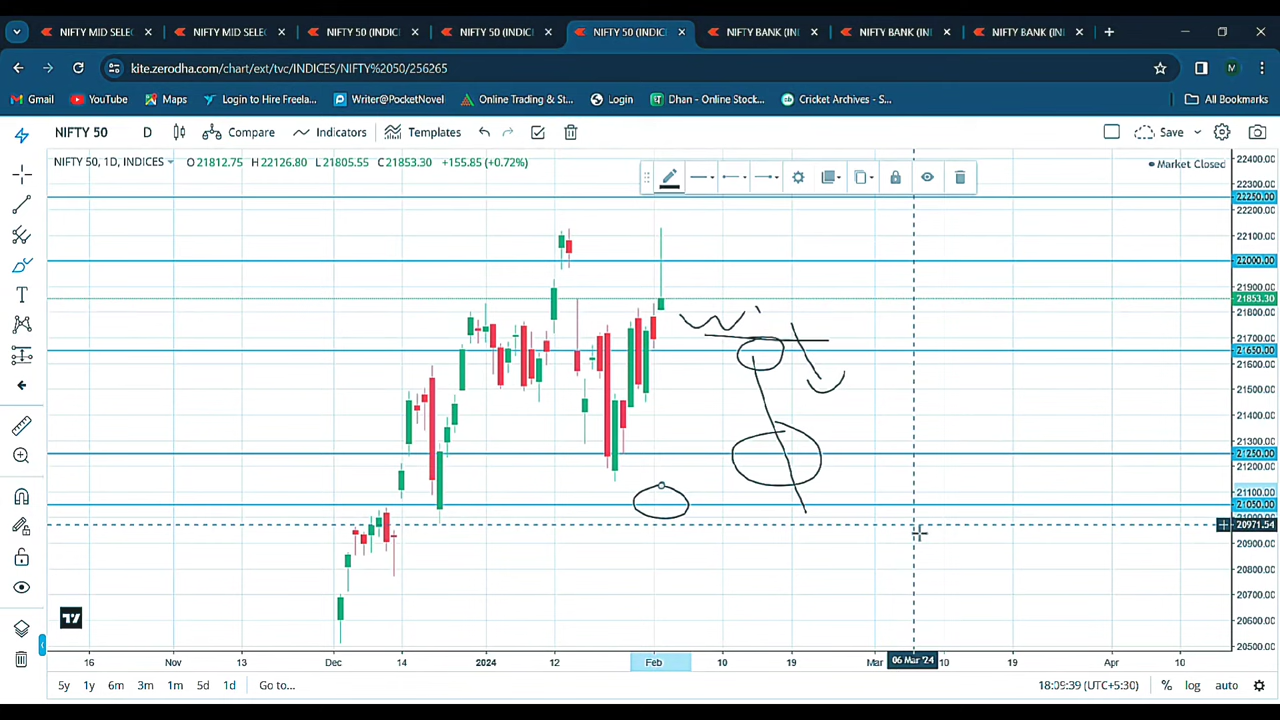 NIFTY MID SELEC
NIFTY MID SELEC
NIFTY 50 (INDIC
NIFTY 50 (INDIC
NIFTY 50 (INDIC
NIFTY BANK (IN
NIFTY BANK (IN
NIFTY BANK (IN
kite.zerodha.com/chart/ext/tvc/INDICES/NIFTY%2050/256265
M
Gmail
YouTube
Maps
Login to Hire Freela...
Writer@PocketNovel
Online Trading & St...
Login
Dhan - Online Stock...
Cricket Archives - S...
All Bookmarks
NIFTY 50
D
Compare
Indicators
Templates
Save
NIFTY 50, 1D, INDICES
O21812.75 H22126.80 L21805.55 C21853.30 +155.85 (+0.72%)
Market Closed
22400.00
22300.00
22250.00
22200.00
22100.00
22000.00
21900.00
21853.30
21800.00
21700.00
21650.00
21600.00
21500.00
21400.00
21300.00
21250.00
21200.00
21100.00
21050.00
20971.54
20900.00
20800.00
20700.00
20600.00
20500.00
16 Nov 13 Dec 14 2024 12 Feb 10 19 Mar 06 Mar '24 10 19 Apr 10
5y 1y 6m 3m 1m 5d 1d Go to...
18:09:39 (UTC+5:30) % log auto